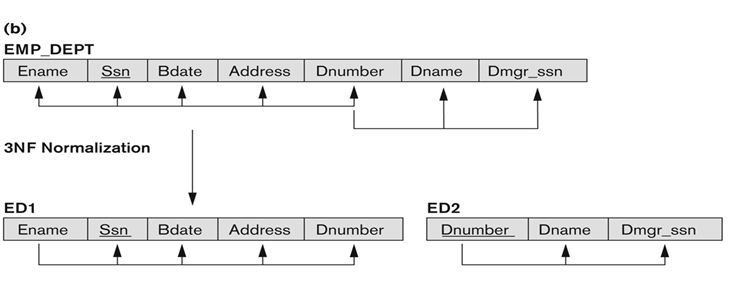 (b)
EMP_DEPT
Ename Ssn Bdate Address Dnumber Dname Dmgr_ssn
3NF Normalization
ED1
Ename Ssn Bdate Address Dnumber
ED2
Dnumber Dname Dmgr_ssn